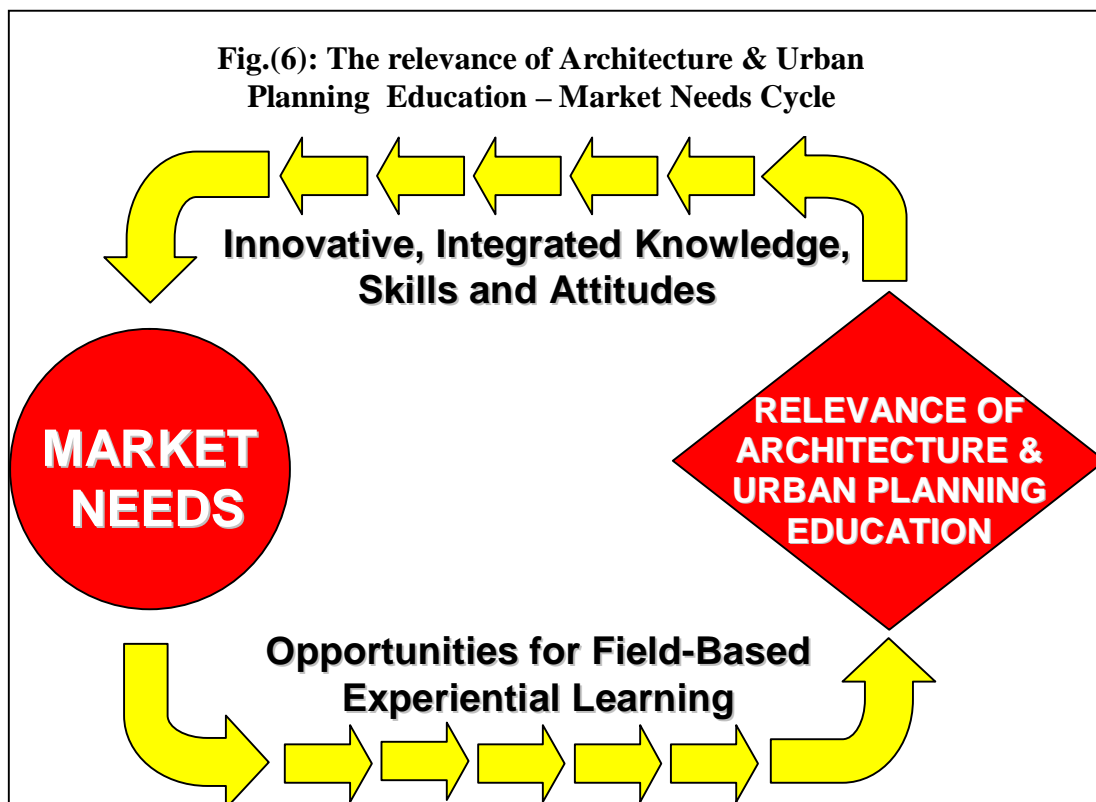 Fig.(6): The relevance of Architecture & Urban
Planning Education – Market Needs Cycle
Innovative, Integrated Knowledge,
Skills and Attitudes
MARKET
NEEDS
RELEVANCE OF
ARCHITECTURE &
URBAN PLANNING
EDUCATION
Opportunities for Field-Based
Experiential Learning